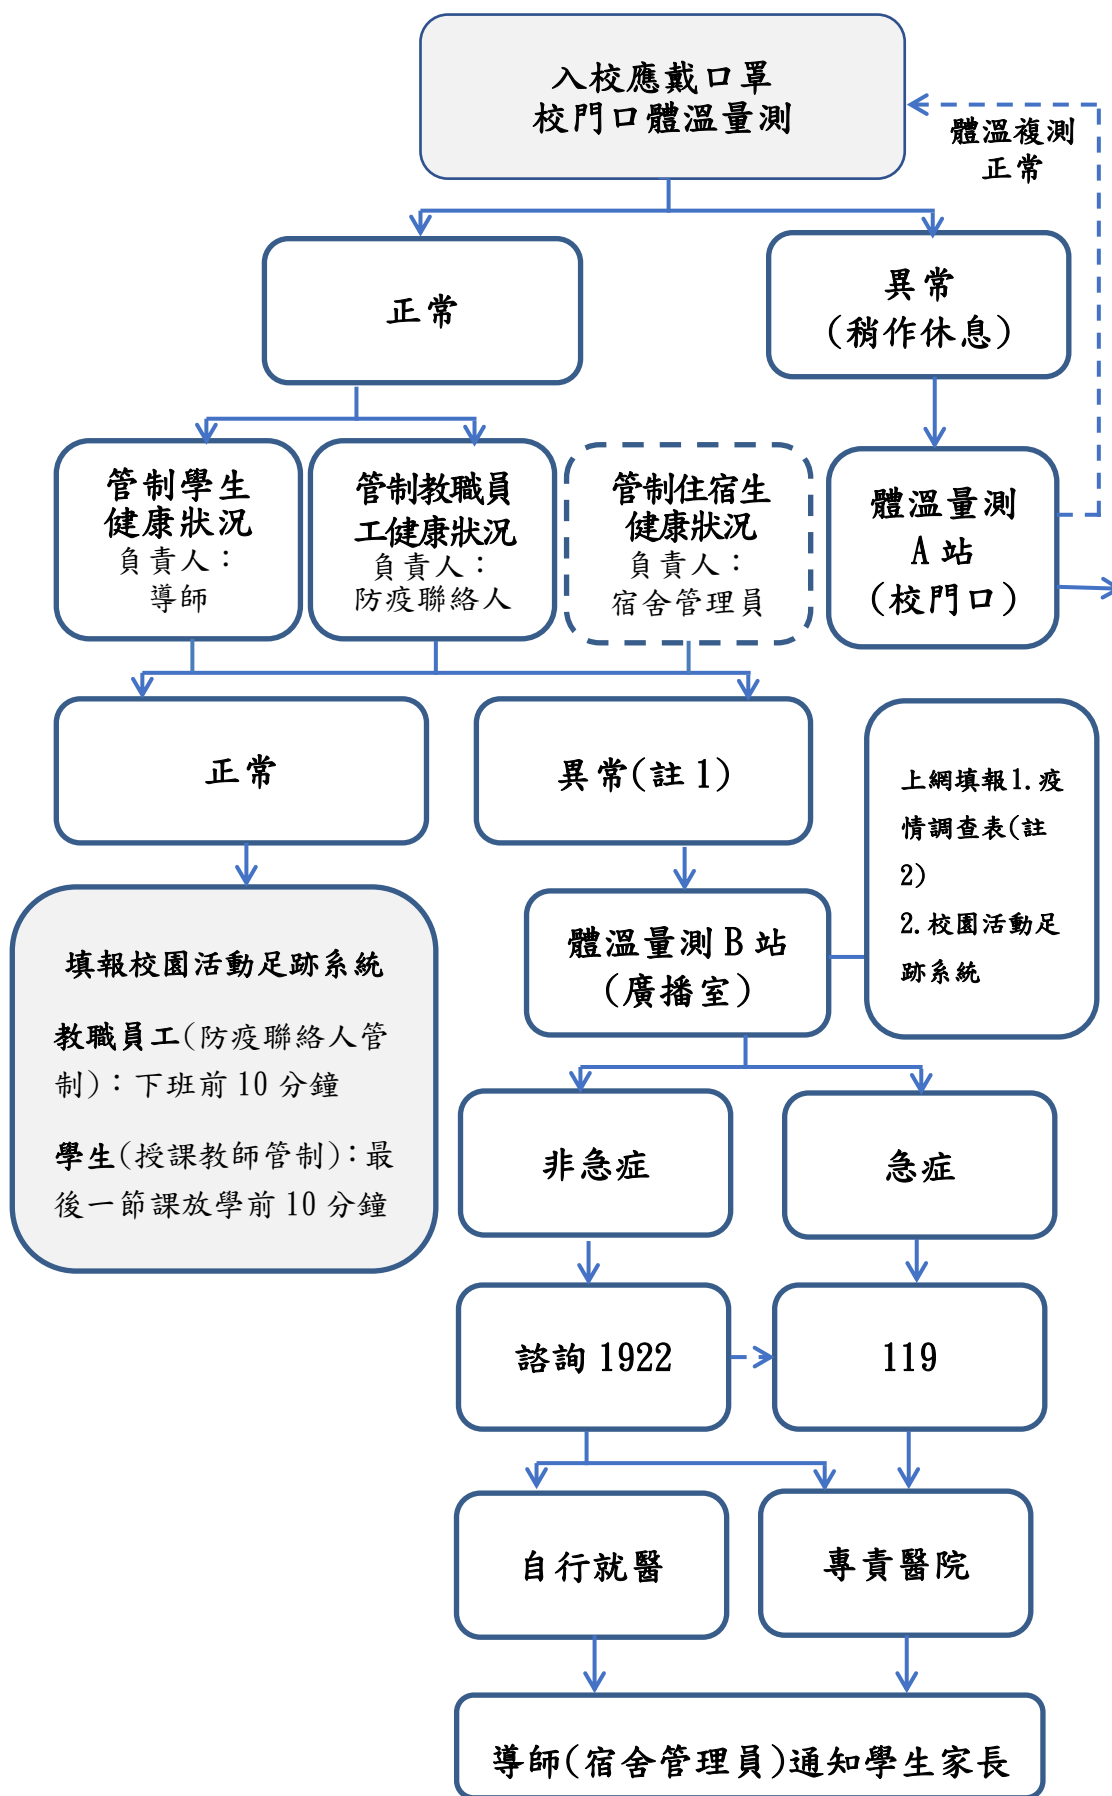 入校應戴口罩
校門口體溫量測
體溫複測
正常
正常
異常
(稍作休息)
管制學生
健康狀況
負責人：
導師
管制教職員
工健康狀況
負責人：
防疫聯絡人
管制住宿生
健康狀況
負責人：
宿舍管理員
體溫量測
A 站
(校門口)
正常
異常(註 1)
上網填報 1. 疫
情調查表(註
2)
2. 校園活動足
跡系統
填報校園活動足跡系統
教職員工(防疫聯絡人管
制)：下班前 10 分鐘
學生(授課教師管制)：最
後一節課放學前 10 分鐘
體溫量測 B 站
(廣播室)
非急症
急症
諮詢 1922
119
自行就醫
專責醫院
導師(宿舍管理員)通知學生家長